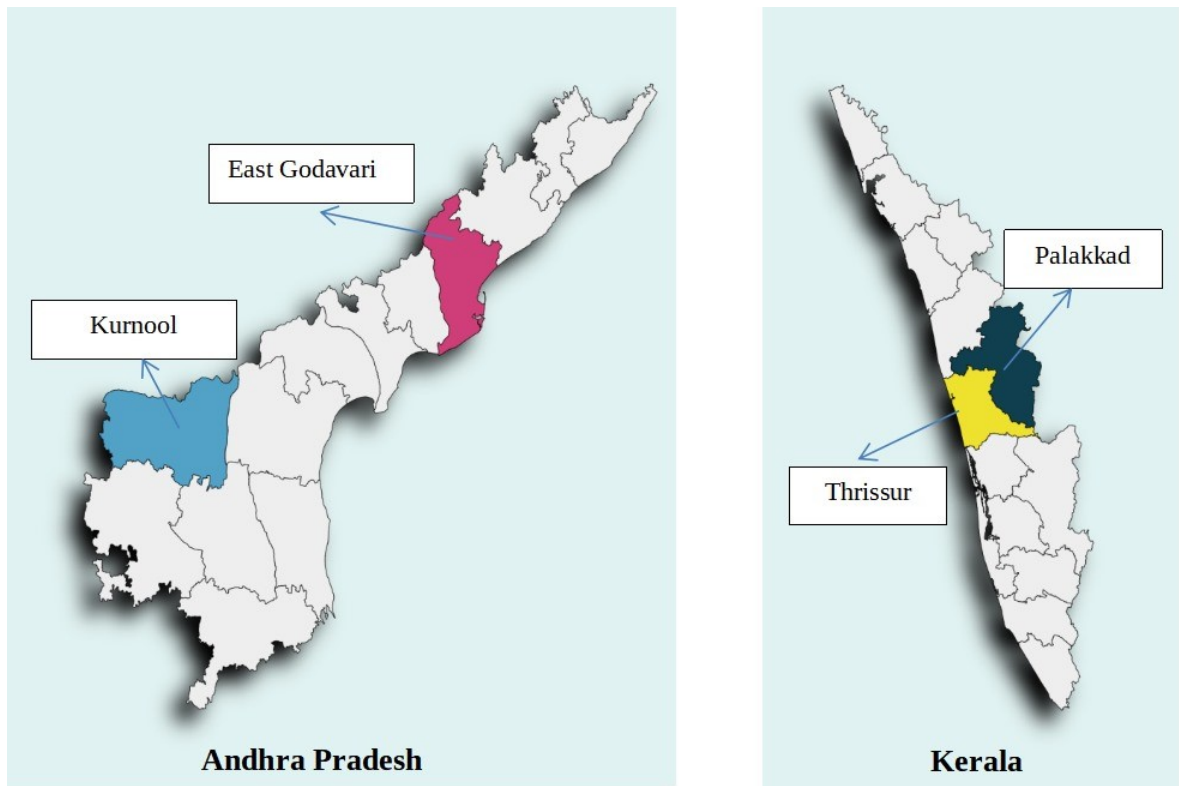 East Godavari
Kurnool
Andhra Pradesh
Palakkad
Thrissur
Kerala